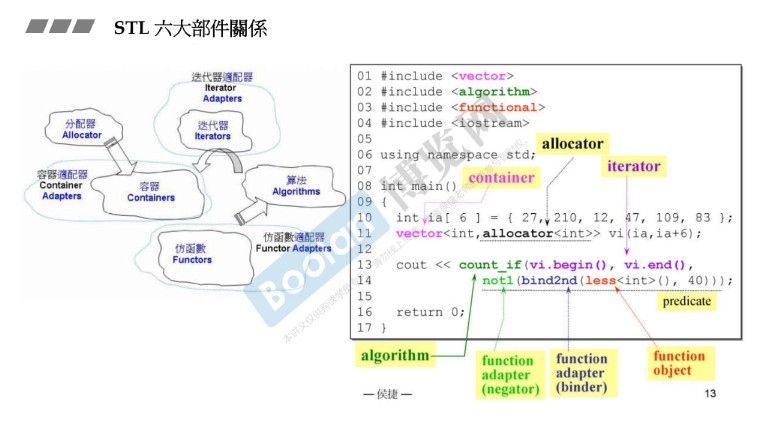 STL 六大部件關係
迭代器適配器
Iterator
Adapters
分配器
Allocator
迭代器
Iterators
容器適配器
Container
Adapters
容器
Containers
算法
Algorithms
仿函數
Functors
仿函數適配器
Functor Adapters
01 #include <vector>
02 #include <algorithm>
03 #include <functional>
04 #include <iostream>
05
06 using namespace std;
07
08 int main()
09 {
10 int ia[ 6 ] = { 27, 210, 12, 47, 109, 83 };
11 vector<int,allocator<int>> vi(ia,ia+6);
12
13 cout << count_if(vi.begin(), vi.end(),
14 not1(bind2nd(less<int>(), 40)));
15
16 return 0;
17 }
allocator
iterator
container
predicate
algorithm
function
adapter
(negator)
function
adapter
(binder)
function
object
— 侯捷 —
13
Boolan 博览网